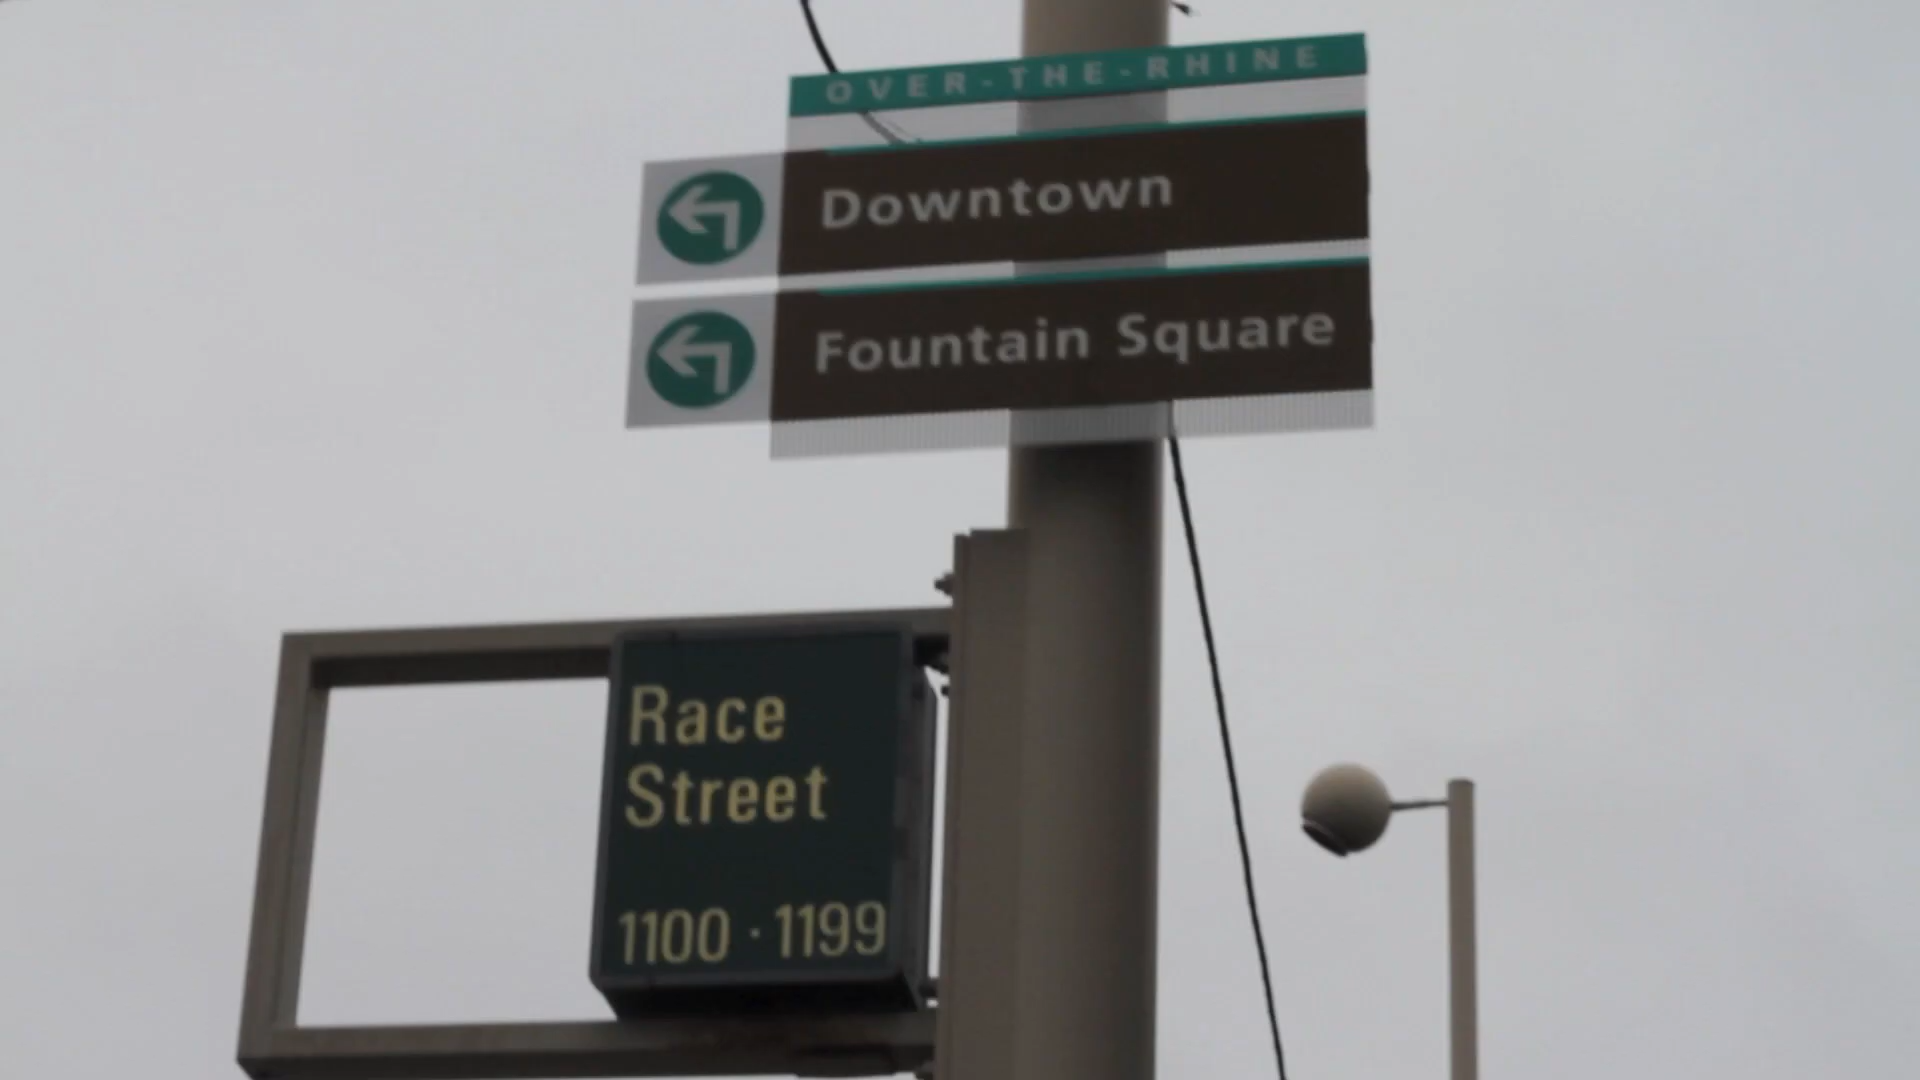 OVER-THE-RHINE
Downtown
Fountain Square
Race
Street
1100 · 1199